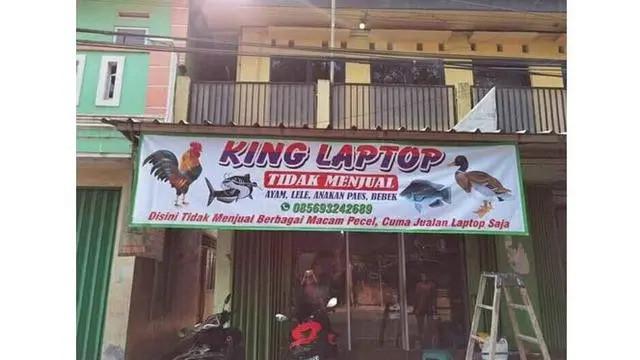 KING LAPTOP
TIDAK MENJUAL
AYAM, LELE, ANAKAN PAUS, BEBEK
085693242689
Disini Tidak Menjual Berbagai Macam Pecel, Cuma Jualan Laptop Saja